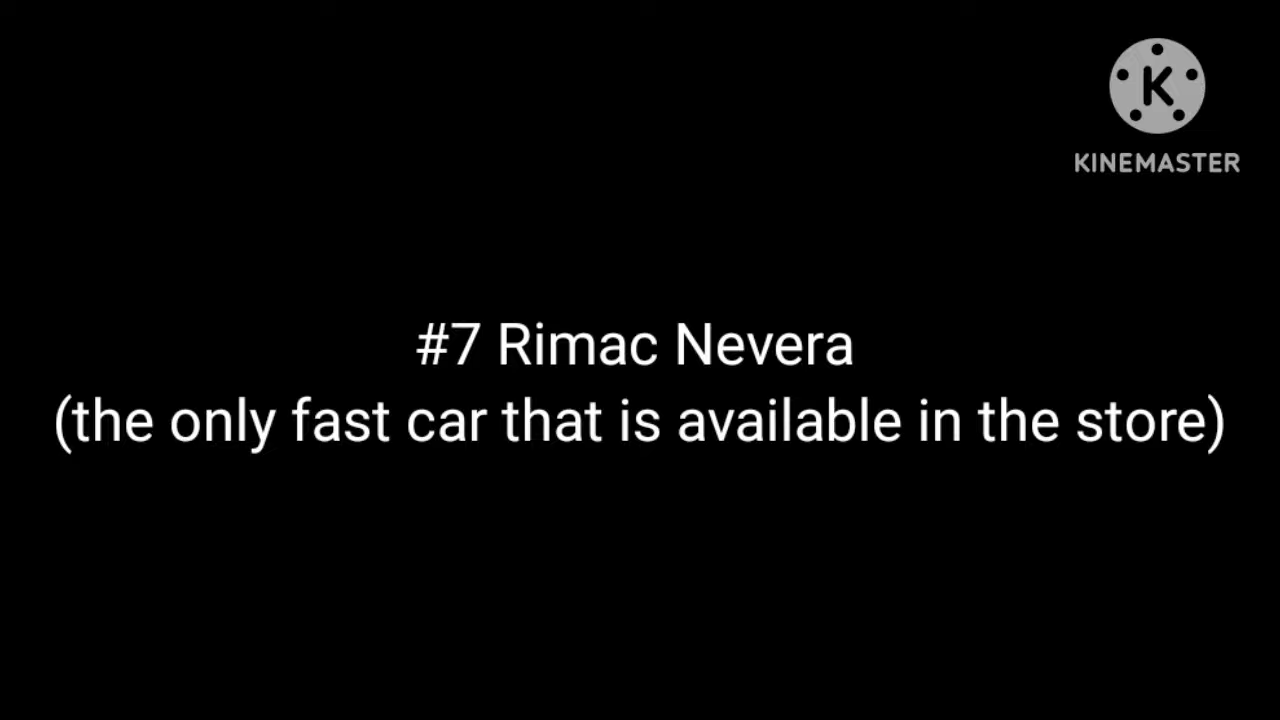 K
KINEMASTER
#7 Rimac Nevera
(the only fast car that is available in the store)